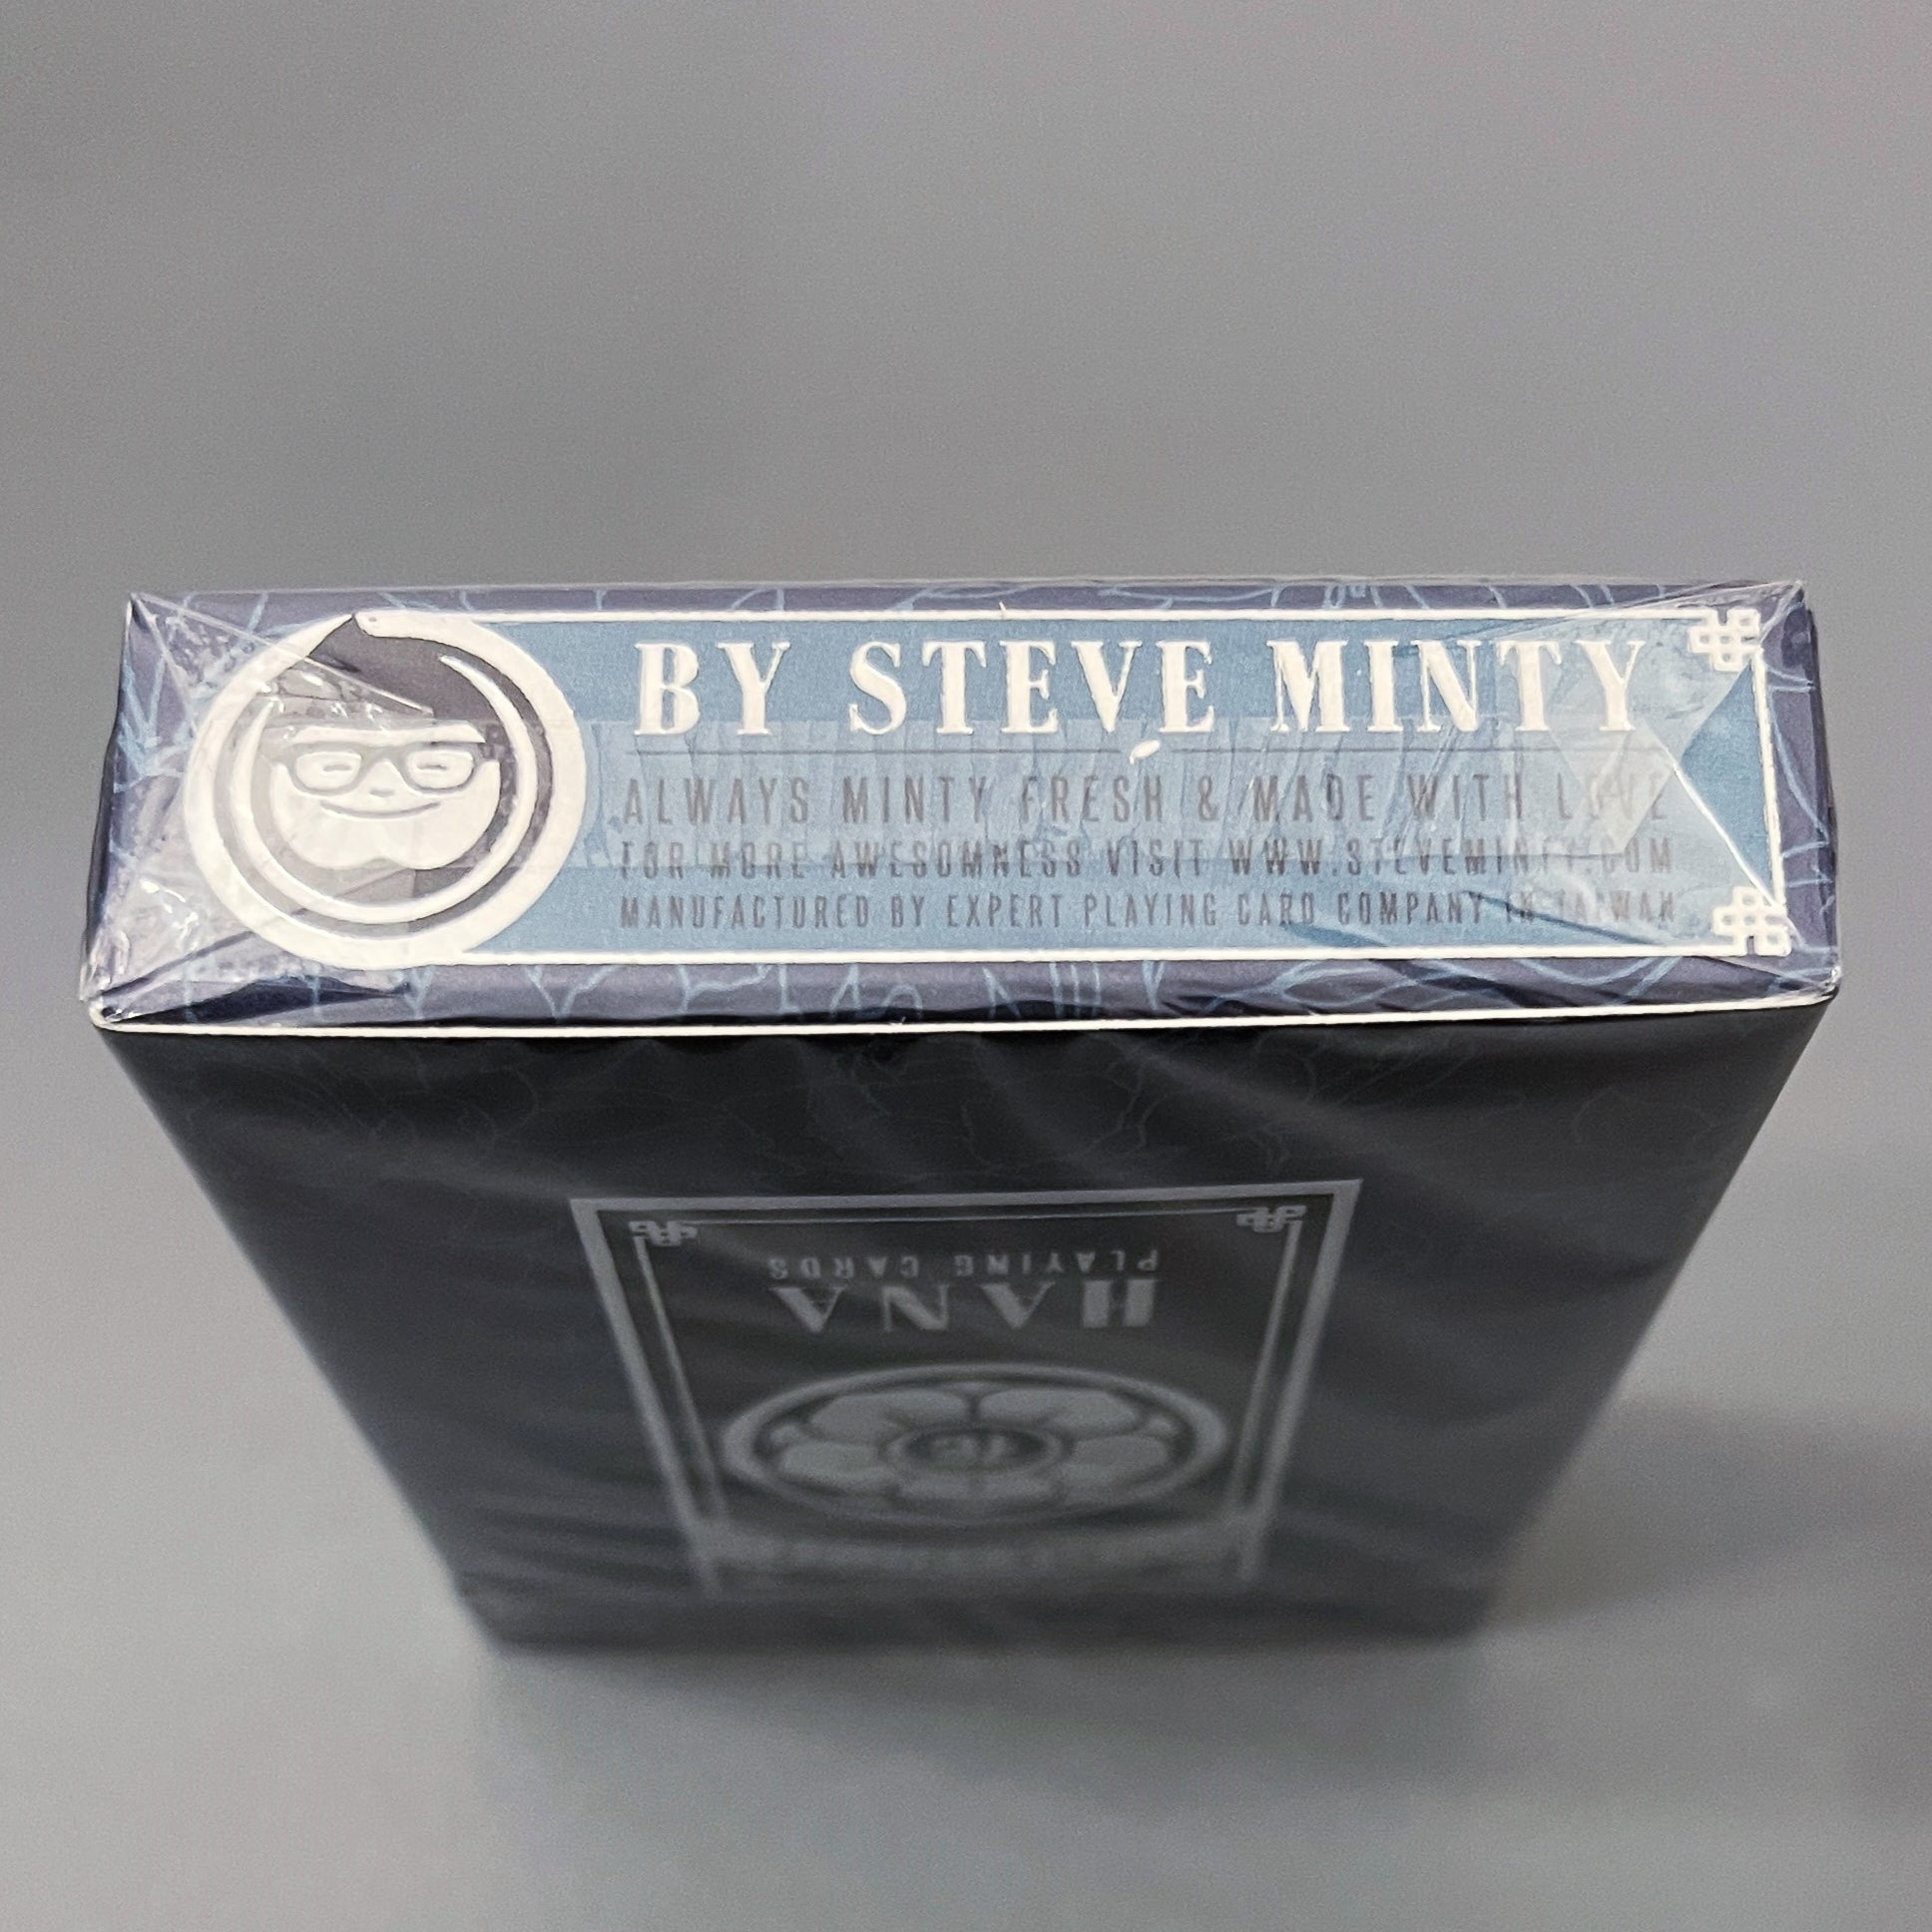 BY STEVE MINTY
ALWAYS MINTY FRESH & MADE WITH LOVE
FOR MORE AWESOMNESS VISIT WWW.STEVEMINTY.COM
MANUFACTURED BY EXPERT PLAYING CARD COMPANY IN TAIWAN
PLAYING CARDS
HANA